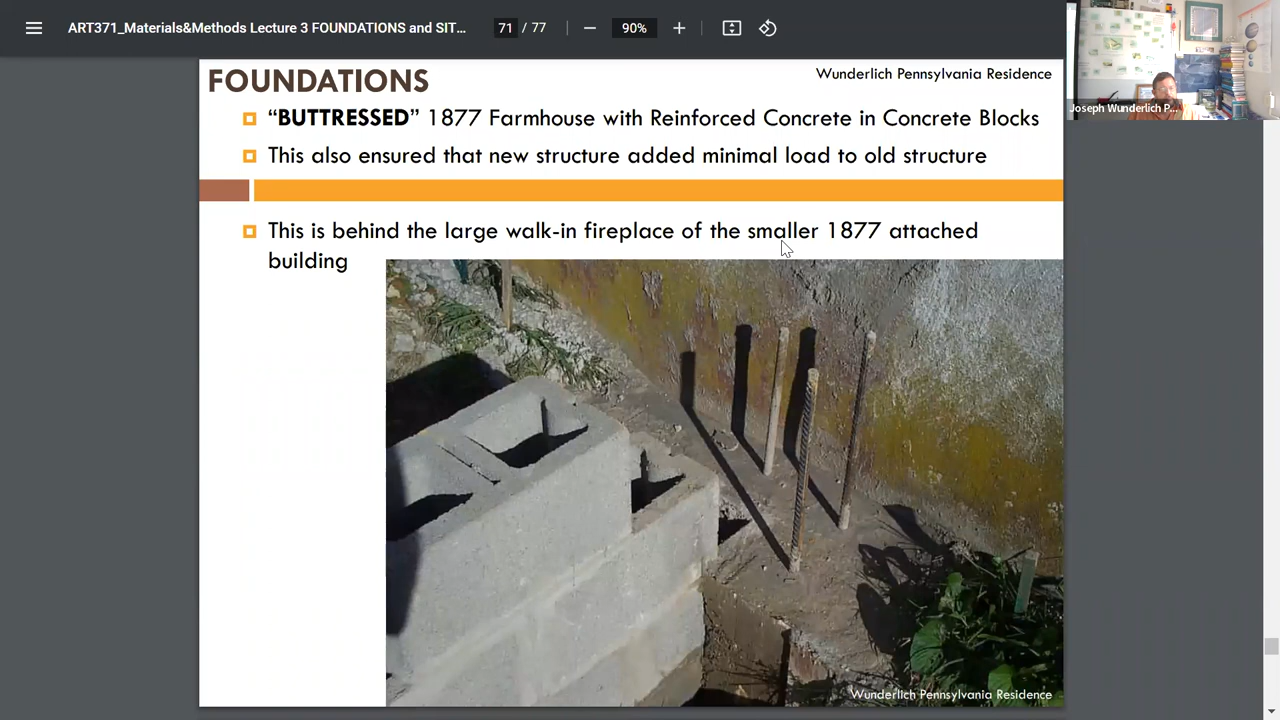 ART371_Materials&Methods Lecture 3 FOUNDATIONS and SIT...
71 / 77
90%
Joseph Wunderlich P...
FOUNDATIONS
Wunderlich Pennsylvania Residence
“BUTTRESSED” 1877 Farmhouse with Reinforced Concrete in Concrete Blocks
This also ensured that new structure added minimal load to old structure
This is behind the large walk-in fireplace of the smaller 1877 attached
building
Wunderlich Pennsylvania Residence